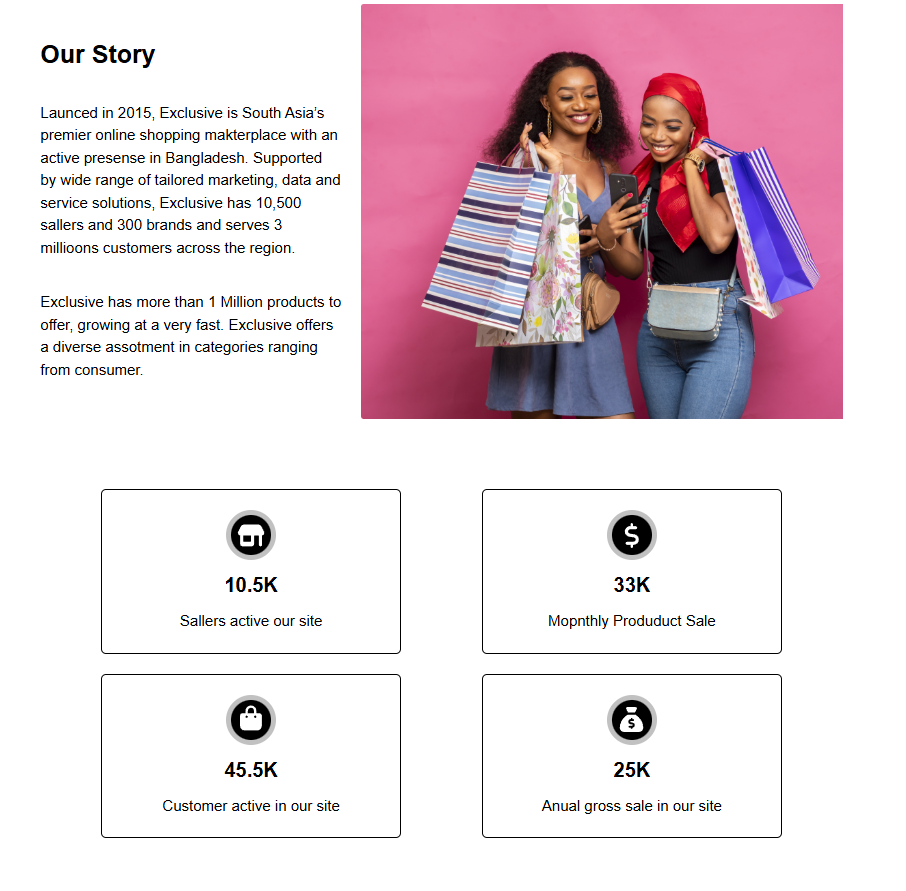 Our Story
Launced in 2015, Exclusive is South Asia’s
premier online shopping makterplace with an
active presense in Bangladesh. Supported
by wide range of tailored marketing, data and
service solutions, Exclusive has 10,500
sallers and 300 brands and serves 3
millioons customers across the region.
Exclusive has more than 1 Million products to
offer, growing at a very fast. Exclusive offers
a diverse assotment in categories ranging
from consumer.
10.5K
Sallers active our site
33K
Mopnthly Produduct Sale
45.5K
Customer active in our site
25K
Anual gross sale in our site